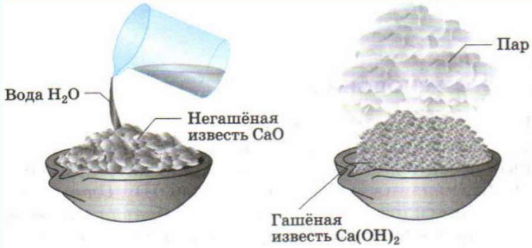 Вода H₂O
Негашёная
известь CaO
Пар
Гашёная
известь Ca(OH)₂